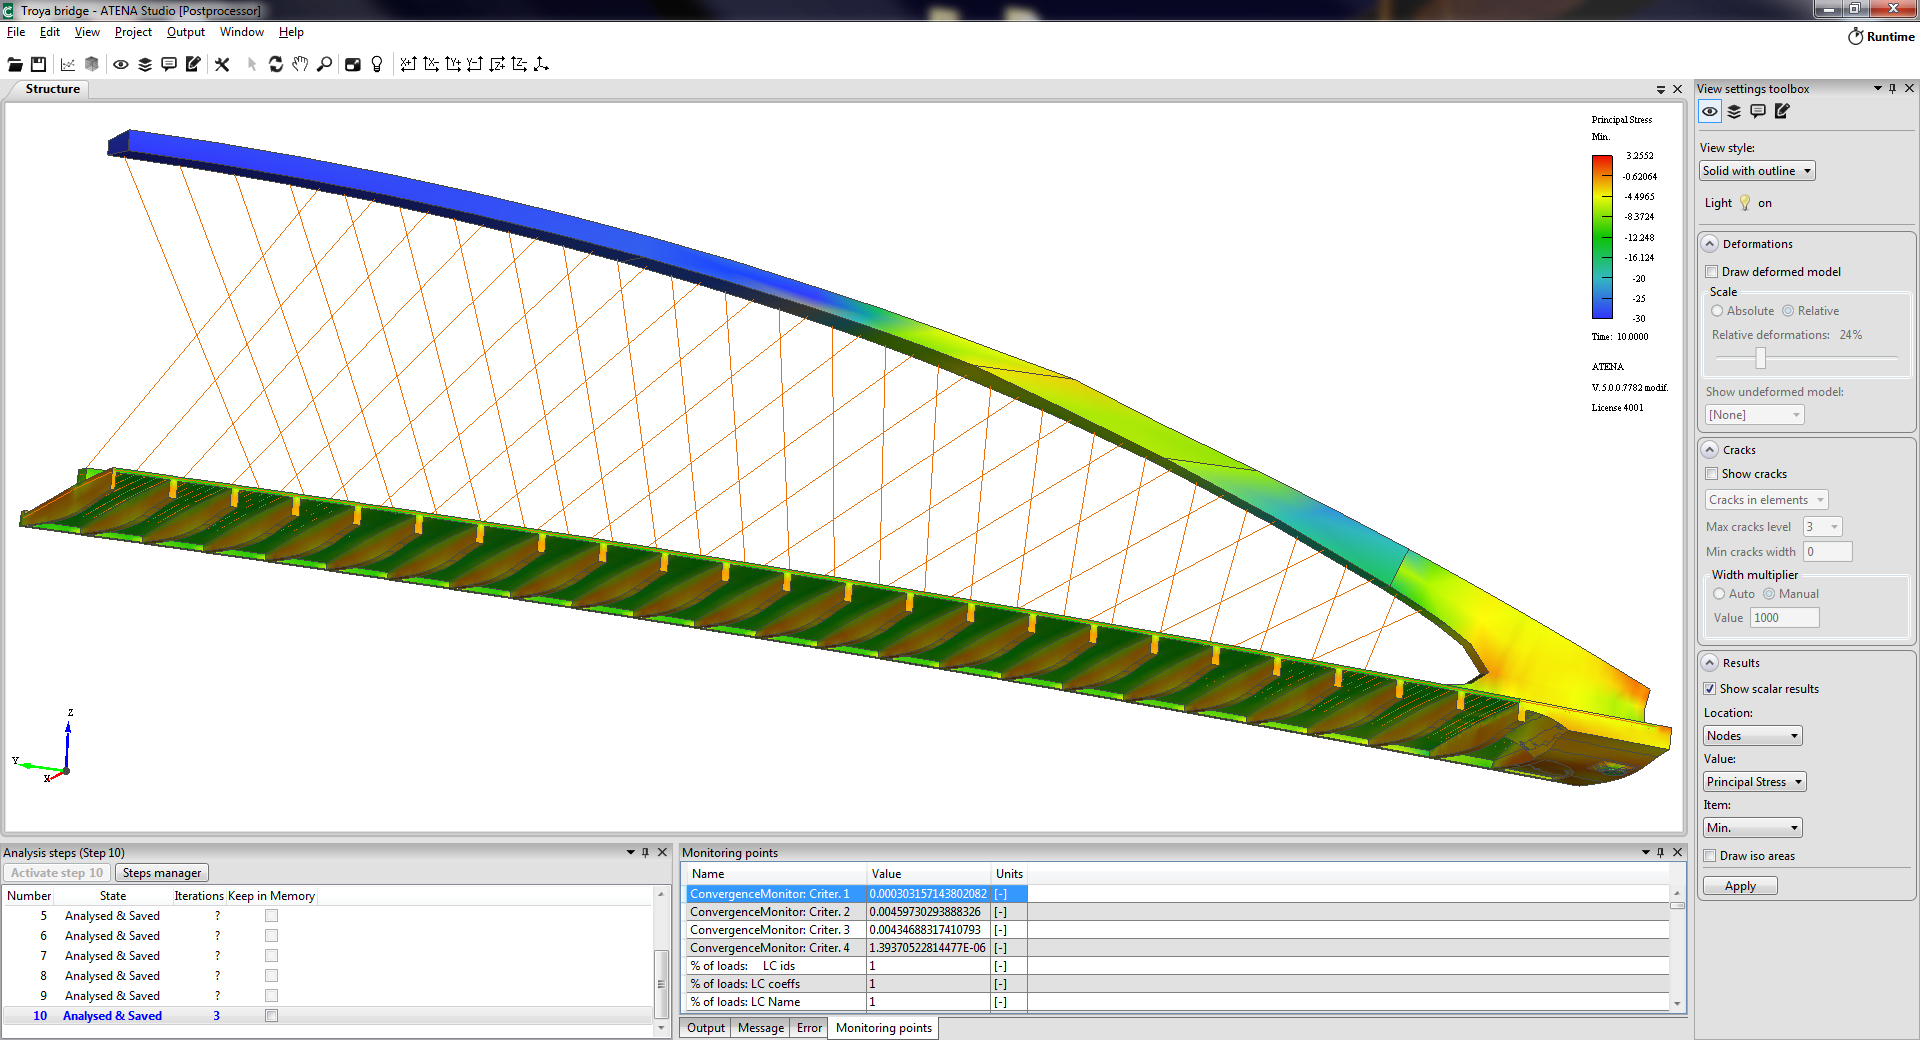 Troya bridge - ATENA Studio [Postprocessor]
File Edit View Project Output Window Help
Runtime
Structure
Principal Stress
Min.
3.2552
-0.62064
-4.4965
-8.3724
-12.248
-16.124
-20
-25
-30
Time: 10.0000
ATENA
V. 5.0.0.7782 modif.
License 4001
Z
Y
X
View settings toolbox
View style:
Solid with outline
Light on
Deformations
Draw deformed model
Scale
Absolute Relative
Relative deformations: 24%
Show undeformed model:
[None]
Cracks
Show cracks
Cracks in elements
Max cracks level 3
Min cracks width 0
Width multiplier
Auto Manual
Value 1000
Results
Show scalar results
Location:
Nodes
Value:
Principal Stress
Item:
Min.
Draw iso areas
Apply
Analysis steps (Step 10)
Activate step 10 Steps manager
Number State Iterations Keep in Memory
5 Analysed & Saved ?
6 Analysed & Saved ?
7 Analysed & Saved ?
8 Analysed & Saved ?
9 Analysed & Saved ?
10 Analysed & Saved 3
Monitoring points
Name Value Units
ConvergenceMonitor: Criter. 1 0.000303157143802082 [-]
ConvergenceMonitor: Criter. 2 0.00459730293888326 [-]
ConvergenceMonitor: Criter. 3 0.00434688317410793 [-]
ConvergenceMonitor: Criter. 4 1.39370522814477E-06 [-]
% of loads: LC ids 1 [-]
% of loads: LC coeffs 1 [-]
% of loads: LC Name 1 [-]
Output Message Error Monitoring points